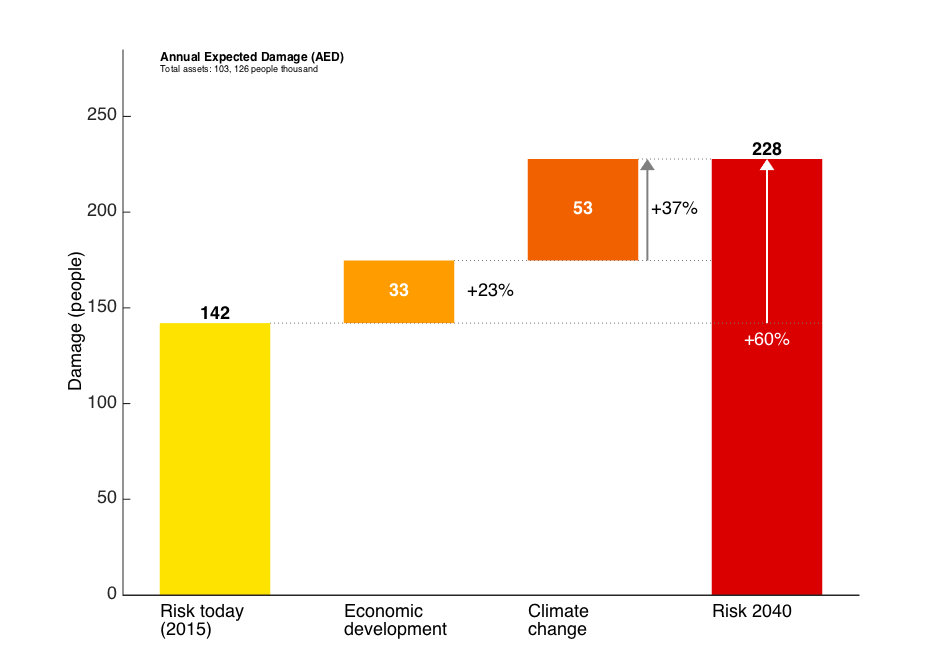 Annual Expected Damage (AED)
Total assets: 103, 126 people thousand
Damage (people)
250
200
150
100
50
0
142
33
+23%
53
+37%
228
+60%
Risk today
(2015)
Economic
development
Climate
change
Risk 2040